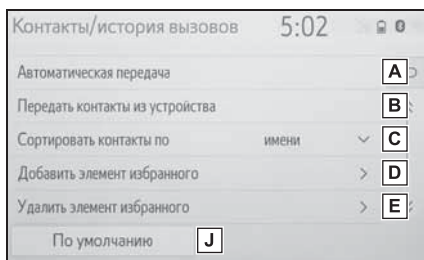 Контакты/история вызовов 5:02
Автоматическая передача A
Передать контакты из устройства B
Сортировать контакты по имени C
Добавить элемент избранного D
Удалить элемент избранного E
По умолчанию J